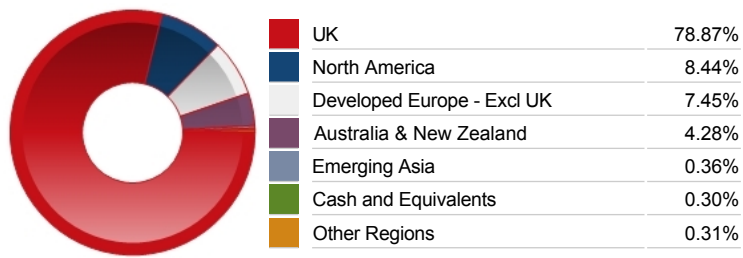 UK 78.87%
North America 8.44%
Developed Europe - Excl UK 7.45%
Australia & New Zealand 4.28%
Emerging Asia 0.36%
Cash and Equivalents 0.30%
Other Regions 0.31%